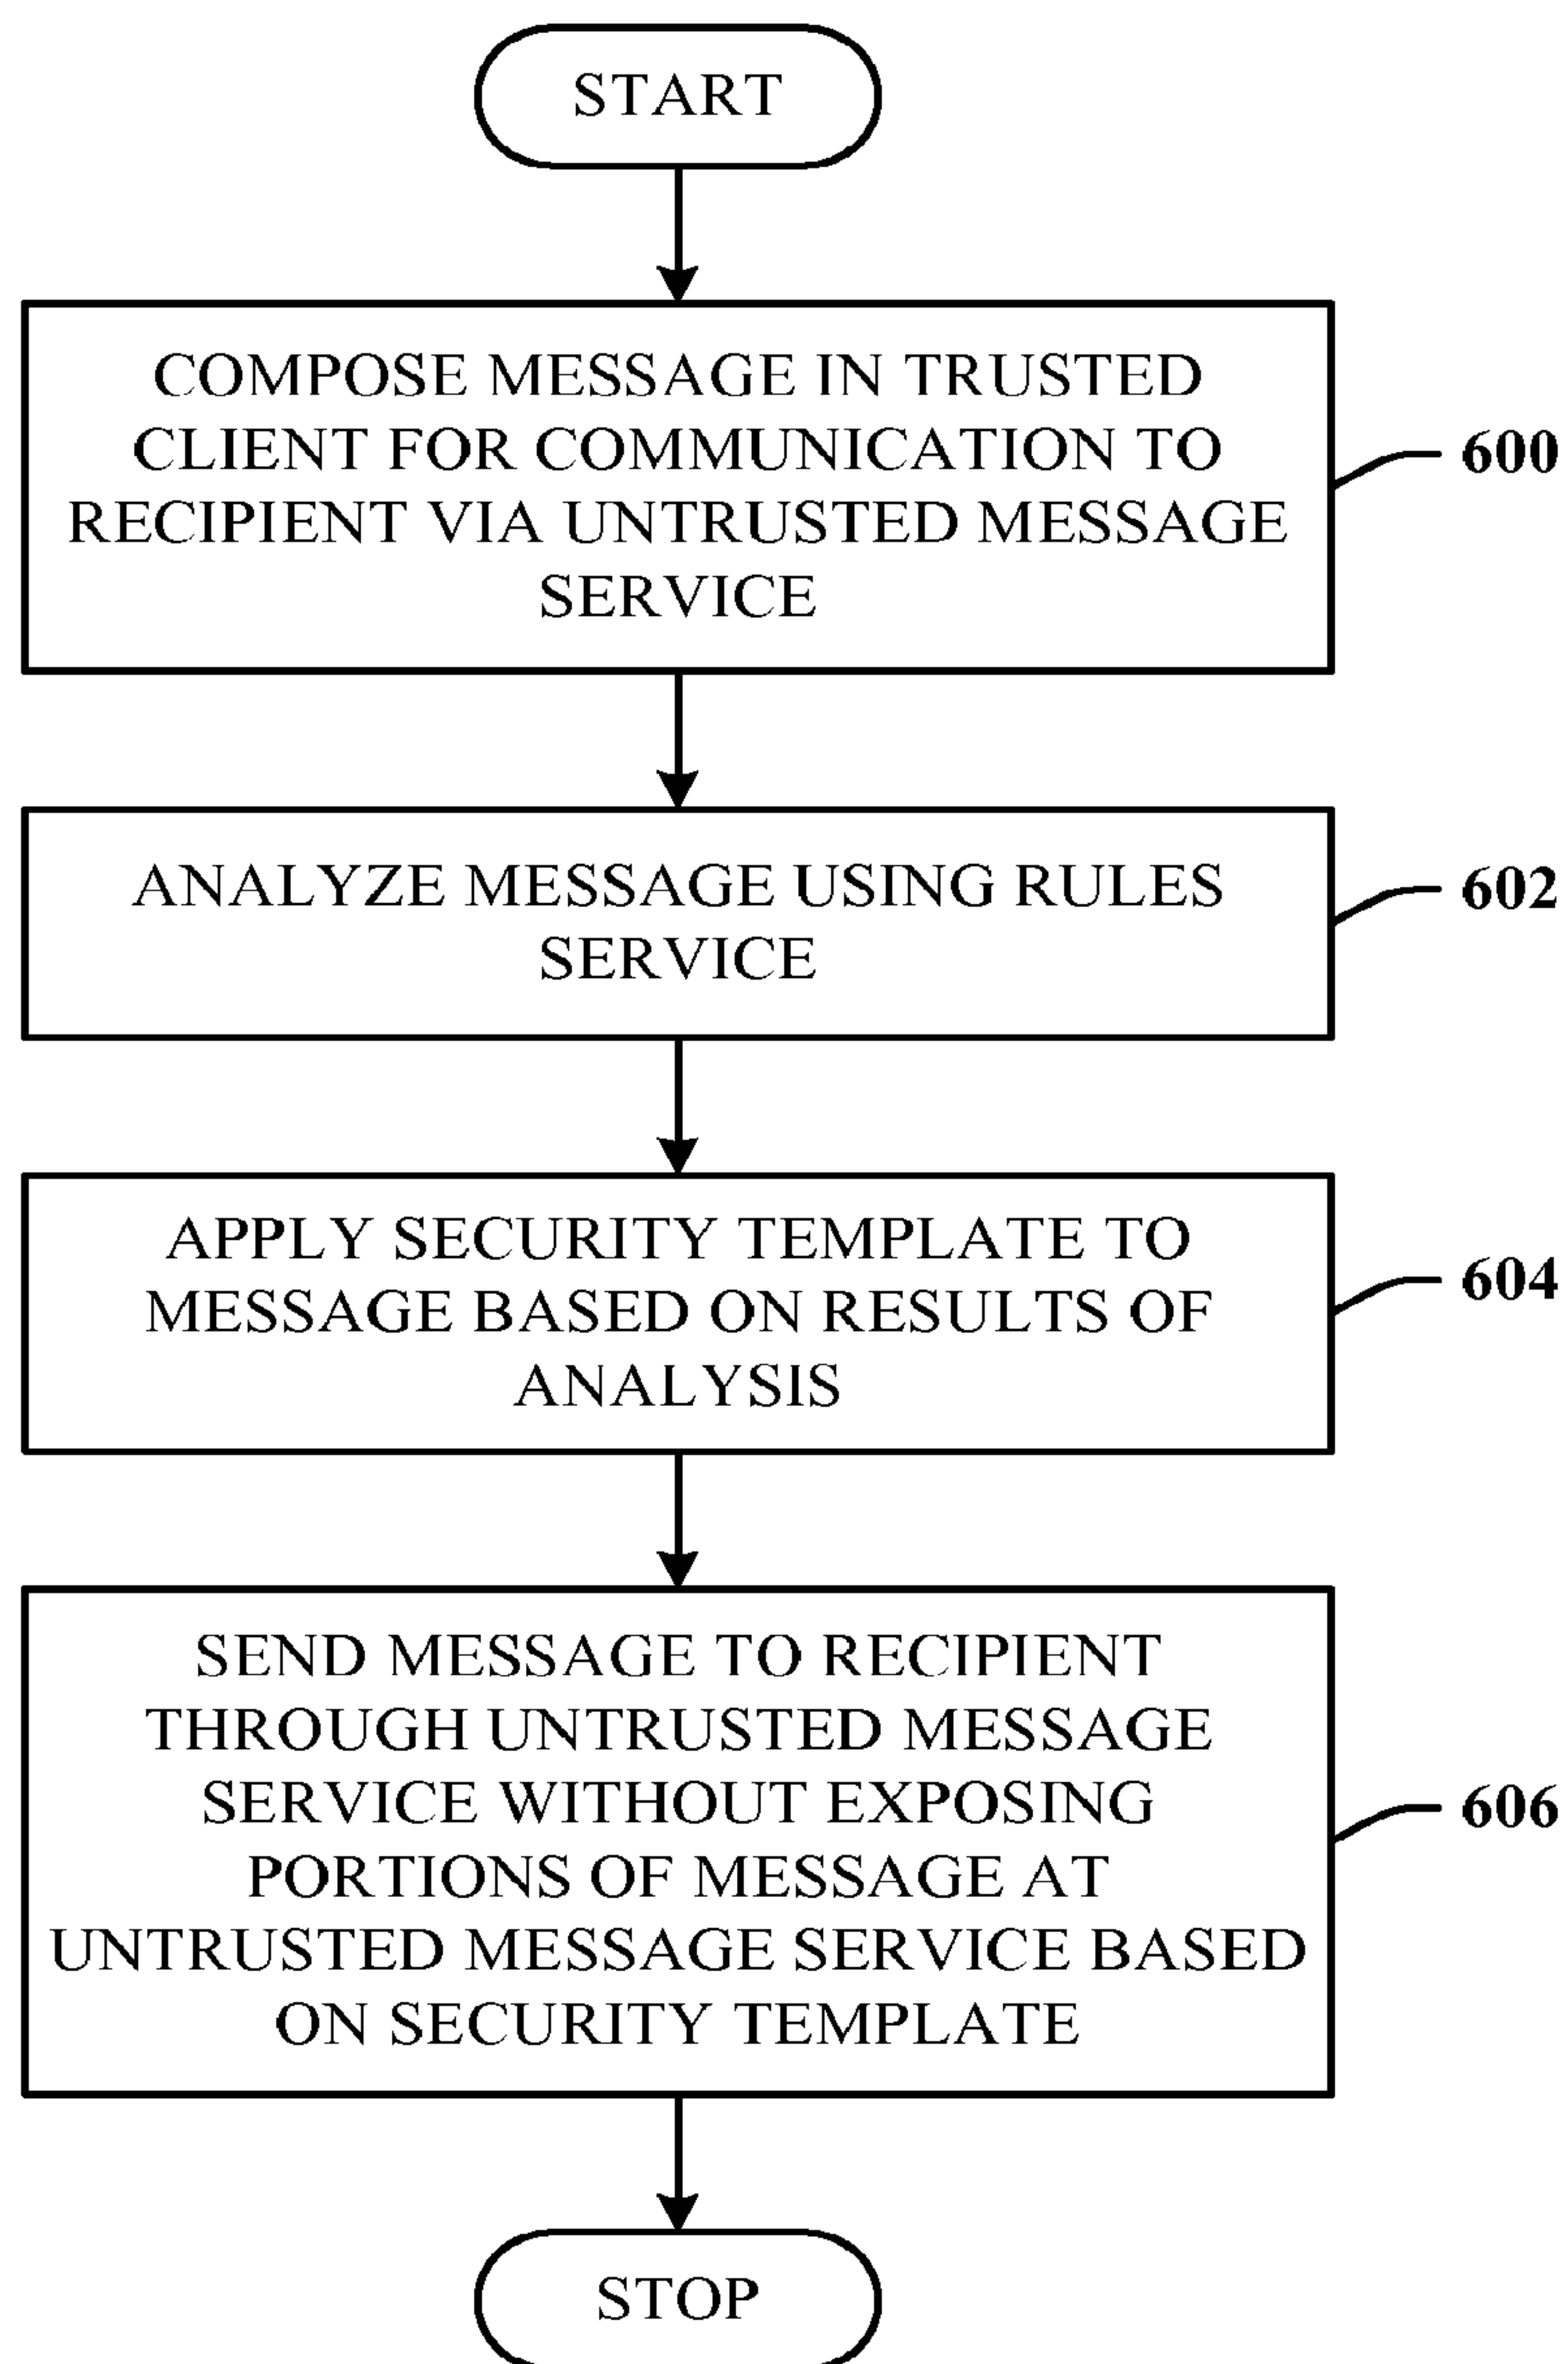 START
COMPOSE MESSAGE IN TRUSTED
CLIENT FOR COMMUNICATION TO
RECIPIENT VIA UNTRUSTED MESSAGE
SERVICE
600
ANALYZE MESSAGE USING RULES
SERVICE
602
APPLY SECURITY TEMPLATE TO
MESSAGE BASED ON RESULTS OF
ANALYSIS
604
SEND MESSAGE TO RECIPIENT
THROUGH UNTRUSTED MESSAGE
SERVICE WITHOUT EXPOSING
PORTIONS OF MESSAGE AT
UNTRUSTED MESSAGE SERVICE BASED
ON SECURITY TEMPLATE
606
STOP